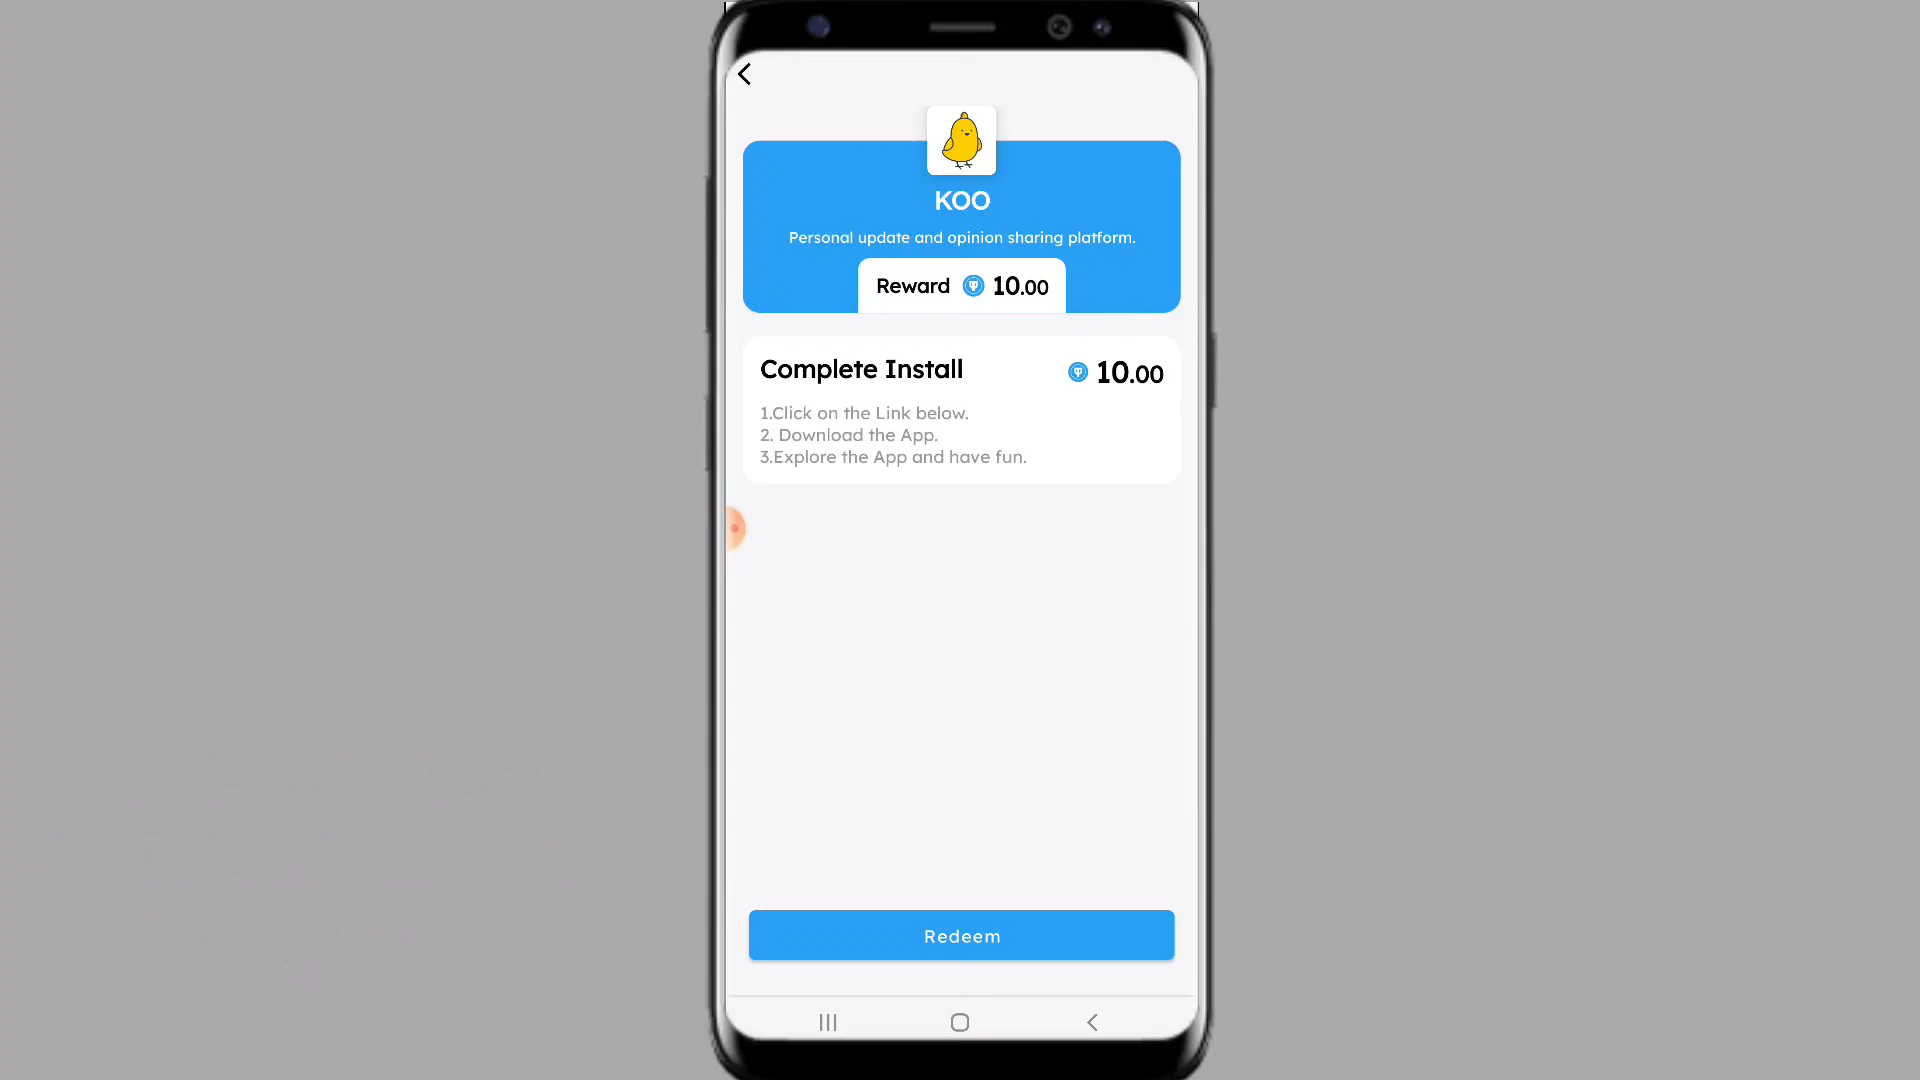 KOO
Personal update and opinion sharing platform.
Reward 10.00
Complete Install 10.00
1.Click on the Link below.
2. Download the App.
3.Explore the App and have fun.
Redeem